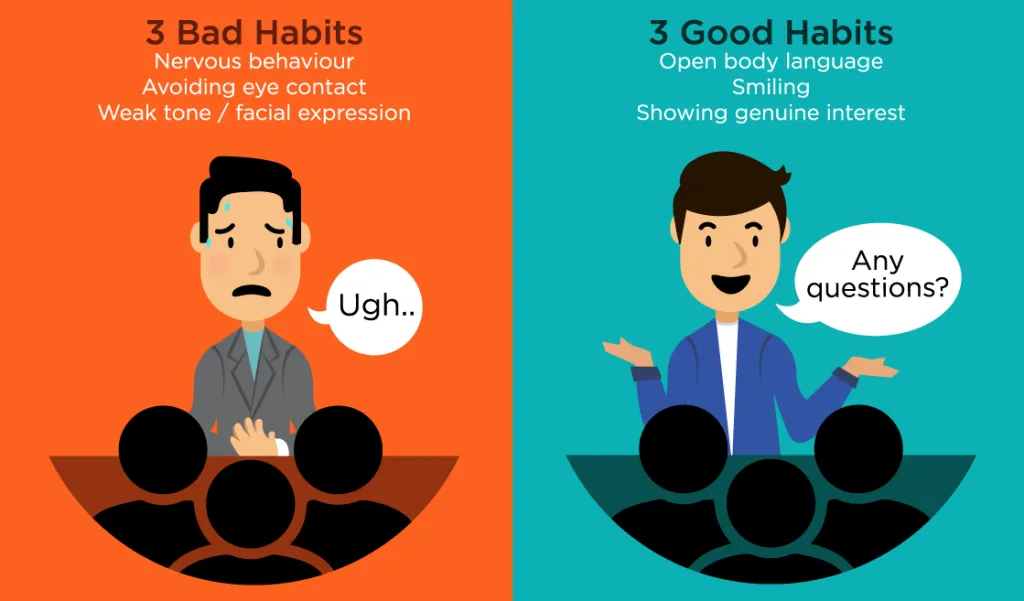 3 Bad Habits
Nervous behaviour
Avoiding eye contact
Weak tone / facial expression
Ugh..
3 Good Habits
Open body language
Smiling
Showing genuine interest
Any
questions?